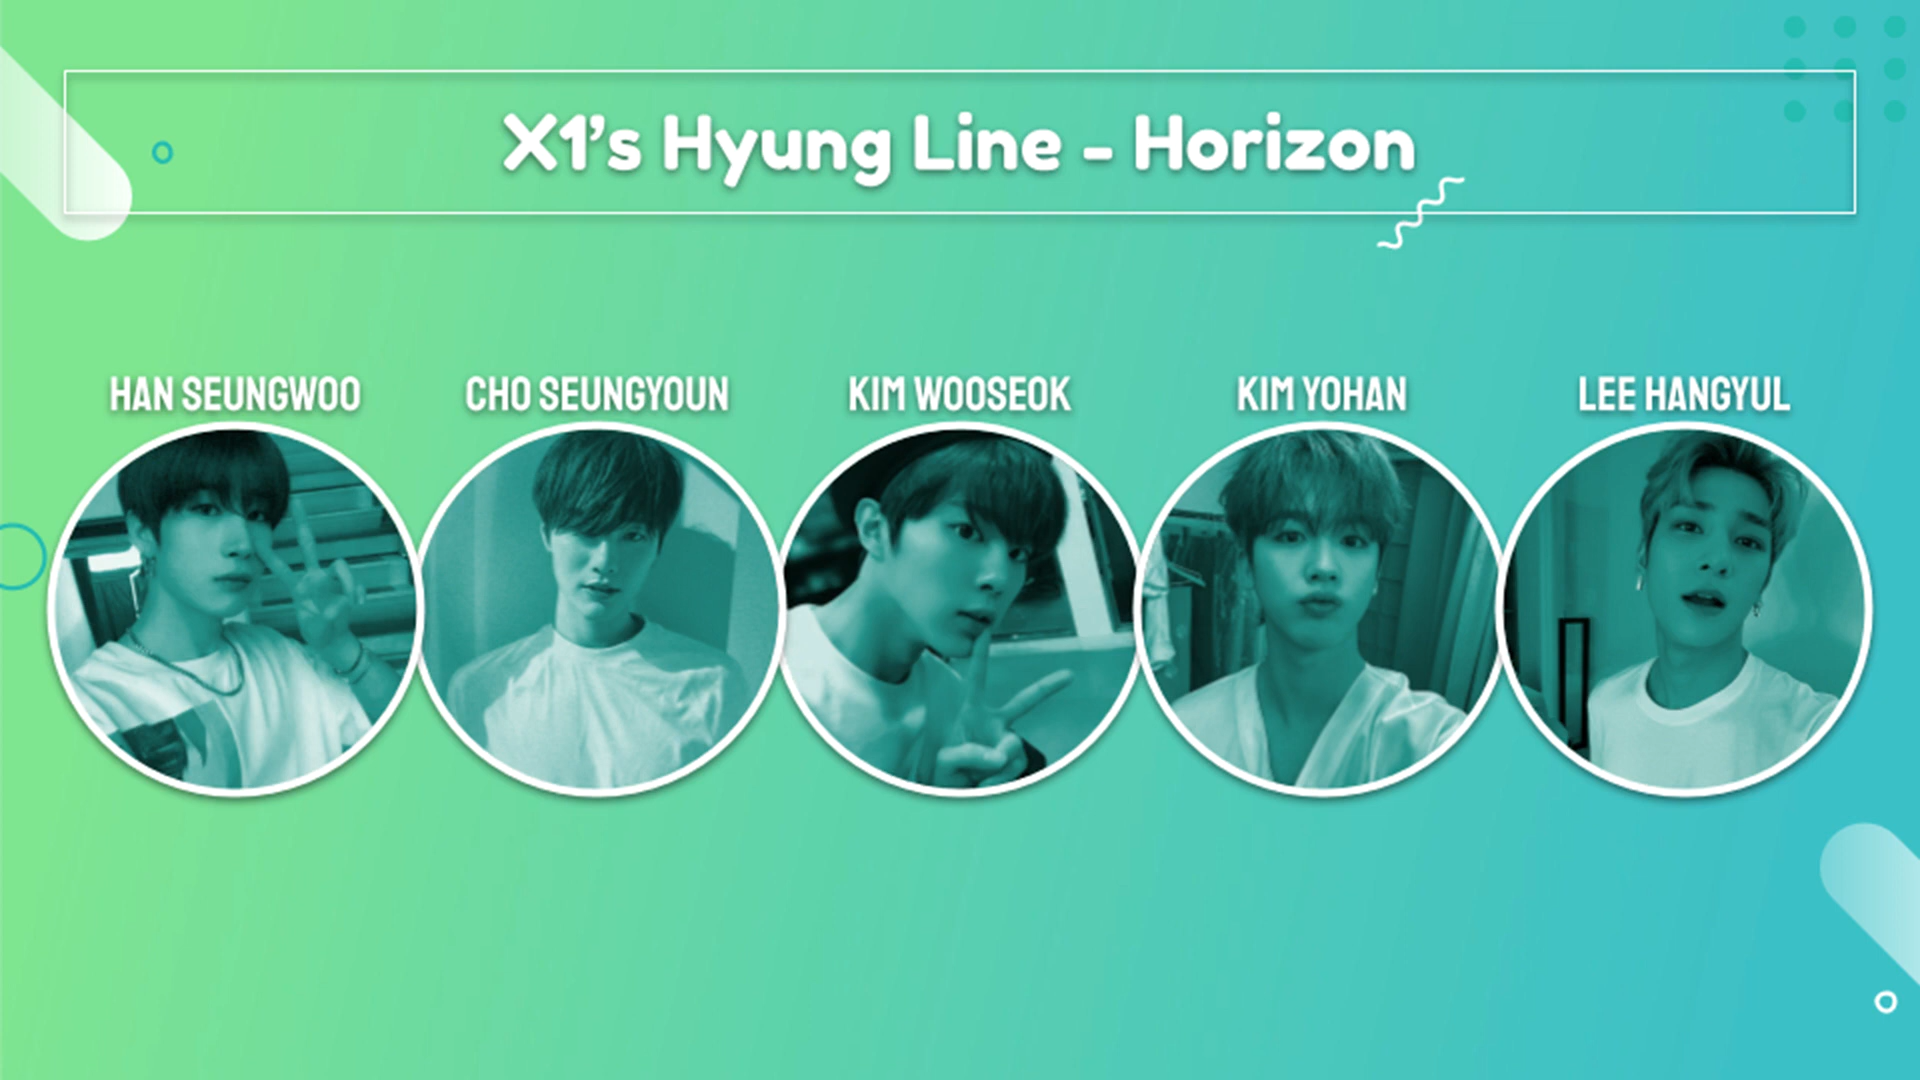 X1’s Hyung Line - Horizon
HAN SEUNGWOO
CHO SEUNGYOUN
KIM WOOSEOK
KIM YOHAN
LEE HANGYUL